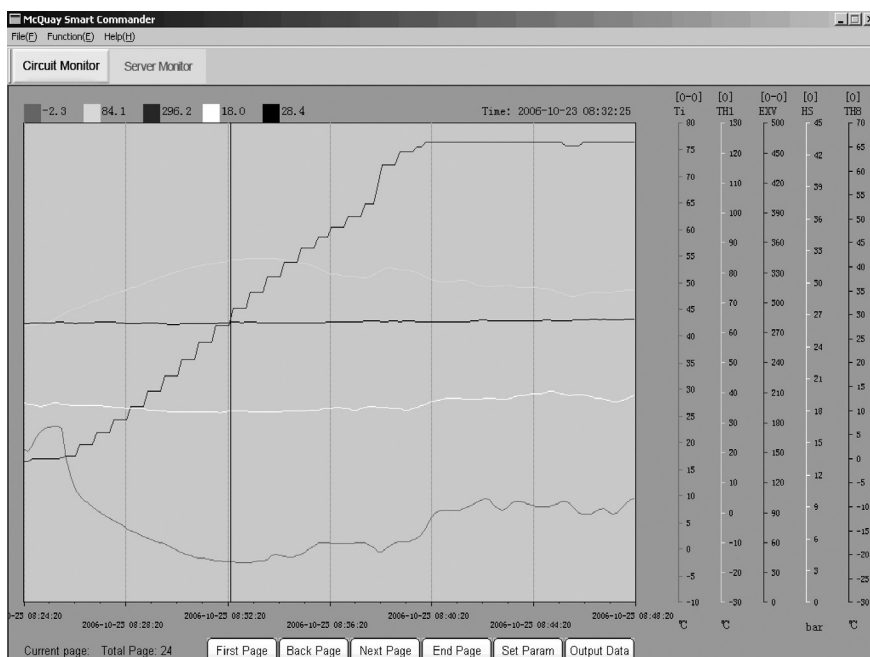 McQuay Smart Commander
File(F) Function(E) Help(H)
Circuit Monitor Server Monitor
-2.3 84.1 296.2 18.0 28.4 Time: 2006-10-23 08:32:25
[0-0] [0] [0-0] [0] [0]
Ti TH1 EXV HS TH8
80 130 500 45 70
75 120 450 42 65
70 110 420 39 60
65 100 390 36 55
60 90 360 33 50
55 80 330 30 45
50 70 300 27 40
45 60 270 24 35
40 50 240 21 30
35 40 210 18 25
30 30 180 15 20
25 20 150 12 15
20 10 120 9 10
15 0 90 6 5
10 -10 60 3 0
5 -20 30 0 -5
0 -30 0 -10
-5 -15
-10 -20
-25
-30
℃ ℃ bar ℃
0-23 08:24:20 2006-10-23 08:32:20 2006-10-23 08:40:20 2006-10-23 08:48:20
2006-10-23 08:28:20 2006-10-23 08:36:20 2006-10-23 08:44:20
Current page: Total Page: 24 First Page Back Page Next Page End Page Set Param Output Data